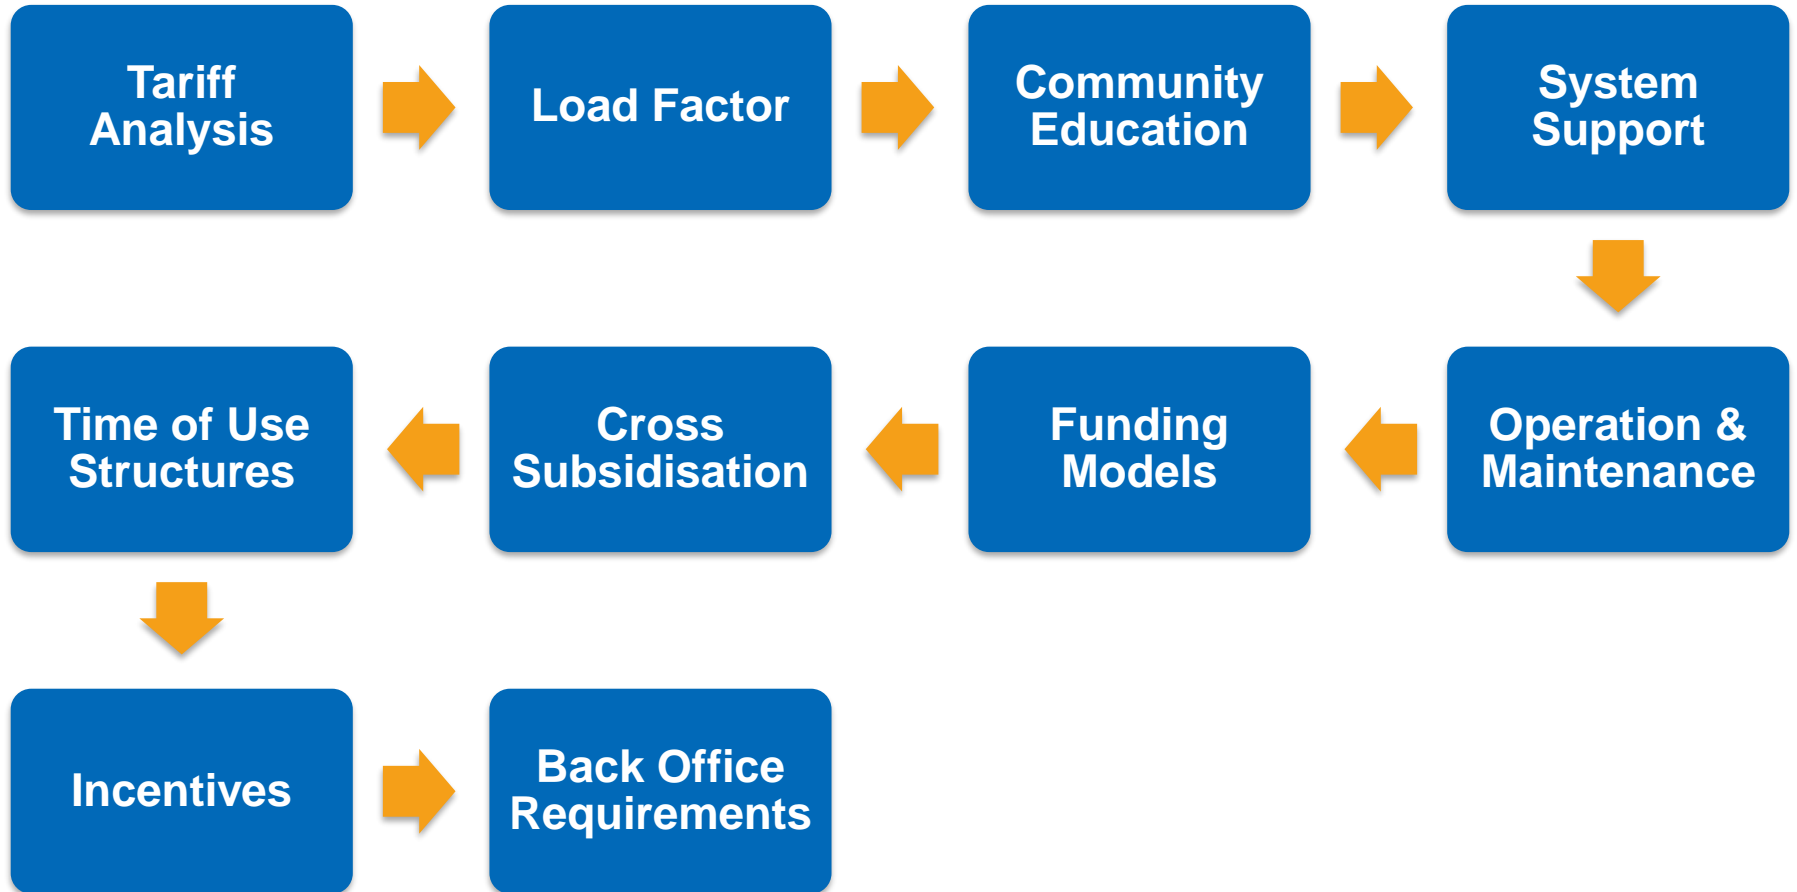 Tariff
Analysis
Load Factor
Community
Education
System
Support
Operation &
Maintenance
Funding
Models
Cross
Subsidisation
Time of Use
Structures
Incentives
Back Office
Requirements